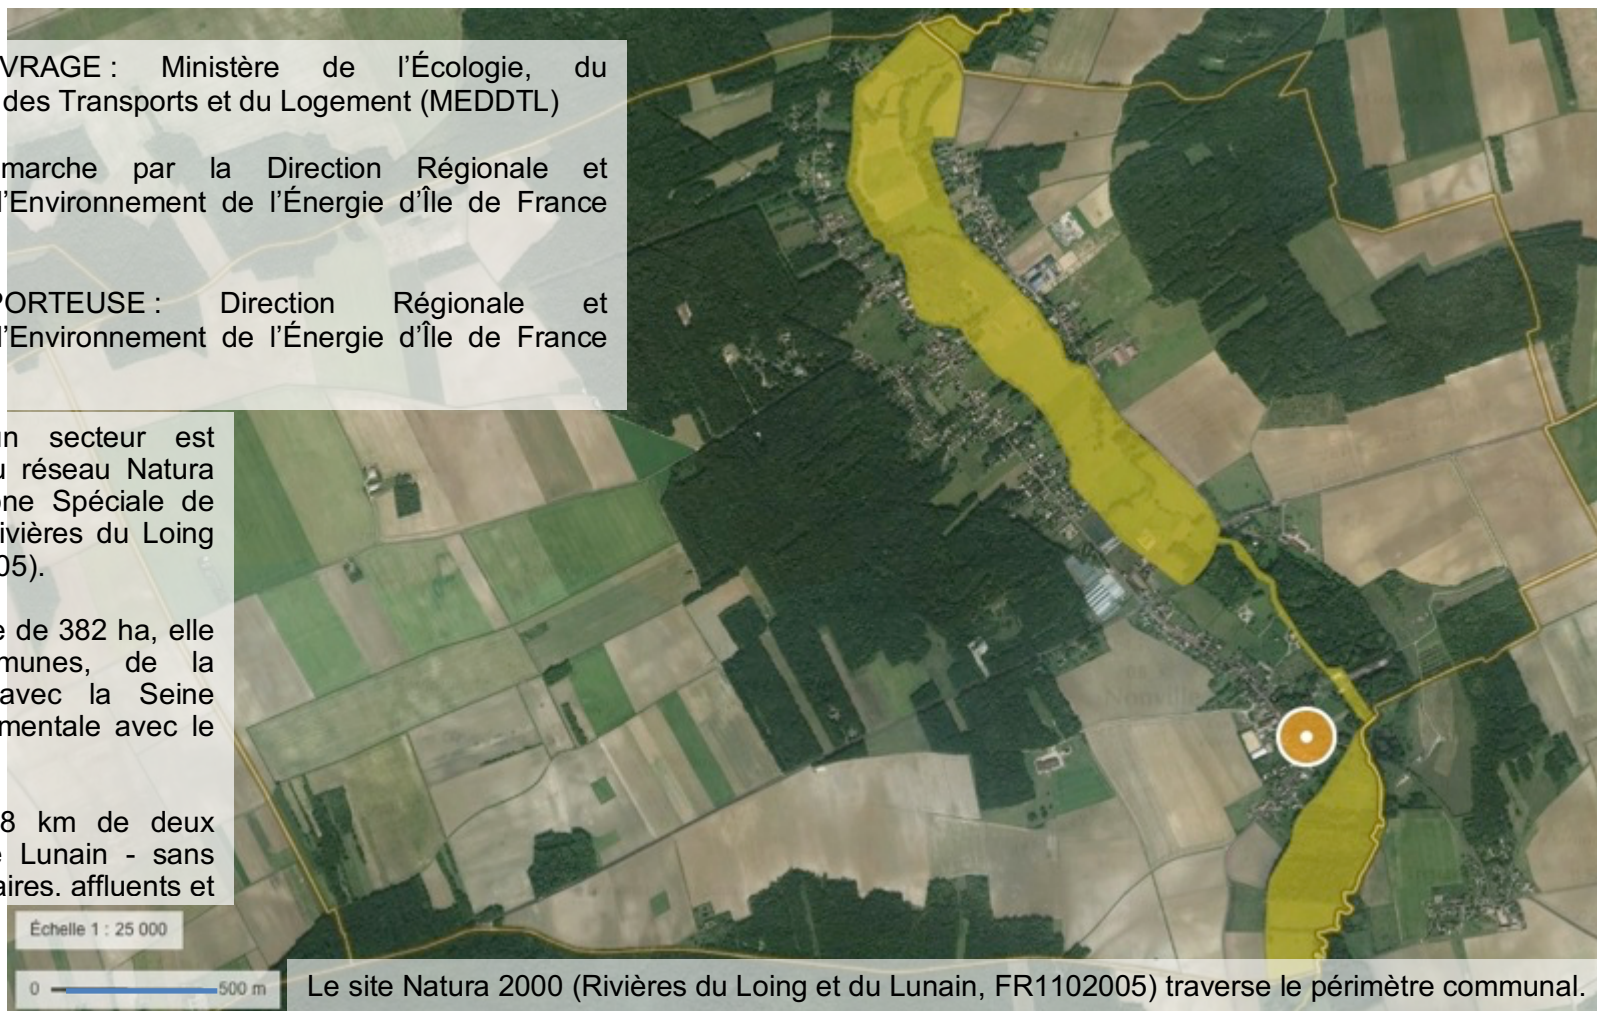 VRAGE : Ministère de l’Écologie, du
des Transports et du Logement (MEDDTL)
marche par la Direction Régionale et
l’Environnement de l’Énergie d’Île de France
PORTEUSE : Direction Régionale et
l’Environnement de l’Énergie d’Île de France
un secteur est
u réseau Natura
one Spéciale de
ivières du Loing
05).
e de 382 ha, elle
munes, de la
avec la Seine
mentale avec le
8 km de deux
e Lunain - sans
aires. affluents et
Nonville
Échelle 1 : 25 000
0 500 m
Le site Natura 2000 (Rivières du Loing et du Lunain, FR1102005) traverse le périmètre communal.